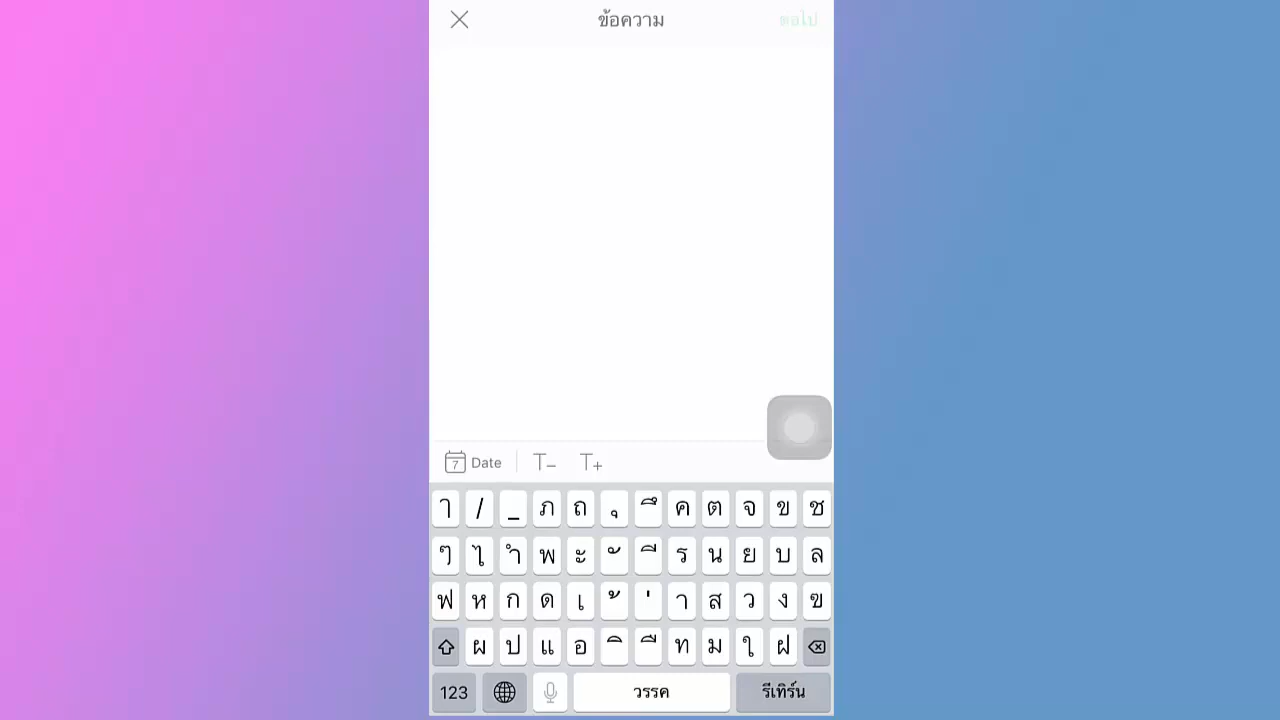 ข้อความ ต่อไป
7 Date T- T+
ๅ / _ ภ ถ ุ ึ ค ต จ ข ช
ๆ ไ ำ พ ะ ั ี ร น ย บ ล
ฟ ห ก ด เ ้ ่ า ส ว ง ฃ
ผ ป แ อ ิ ื ท ม ใ ฝ
123 วรรค รีเทิร์น